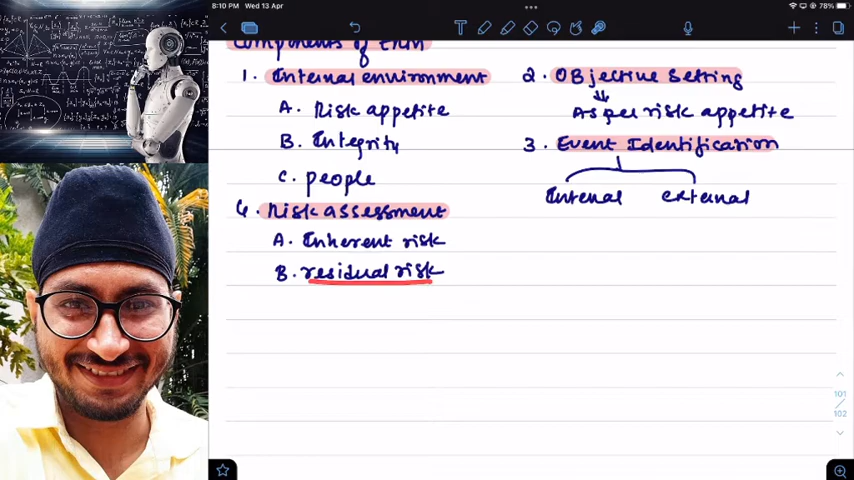 8:10 PM Wed 13 Apr
78%
Components of ERM
1. Internal environment
A. Risk appetite
B. Integrity
C. people
2. Objective Setting
As per risk appetite
3. Event Identification
Internal external
4. Risk assessment
A. Inherent risk
B. residual risk
101
/
102